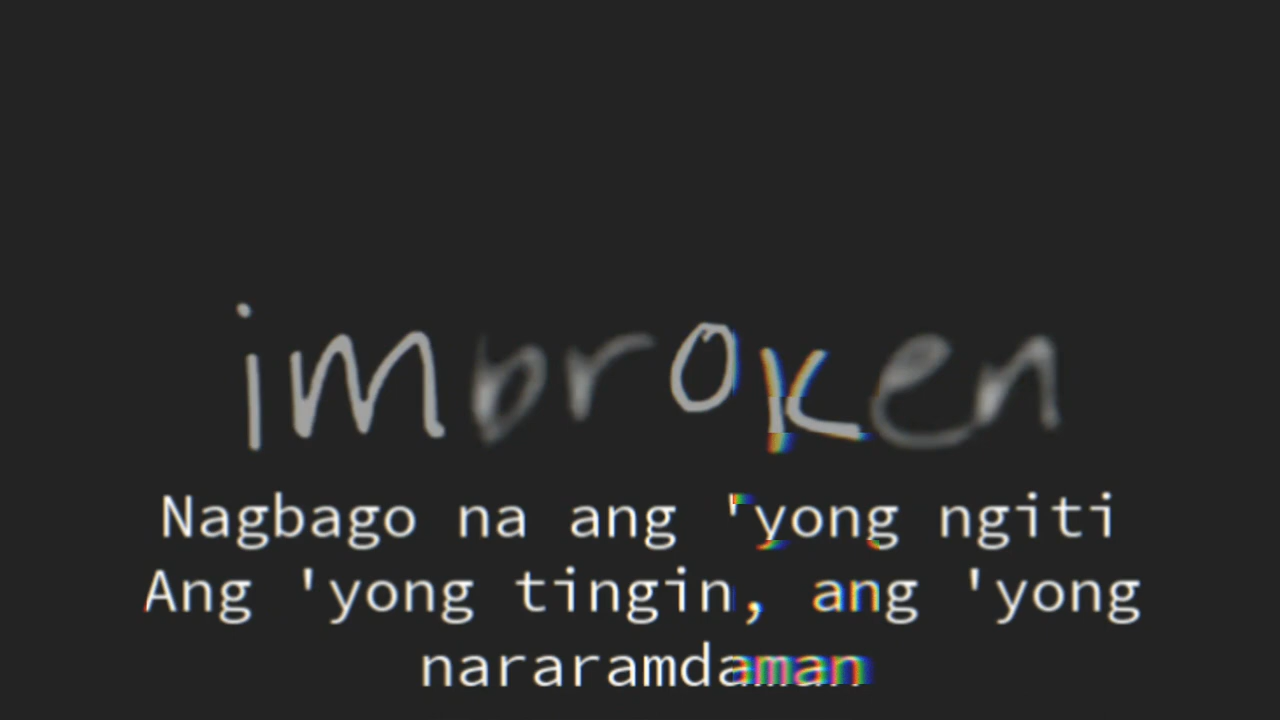 imbroken
Nagbago na ang 'yong ngiti
Ang 'yong tingin, ang 'yong
nararamdaman